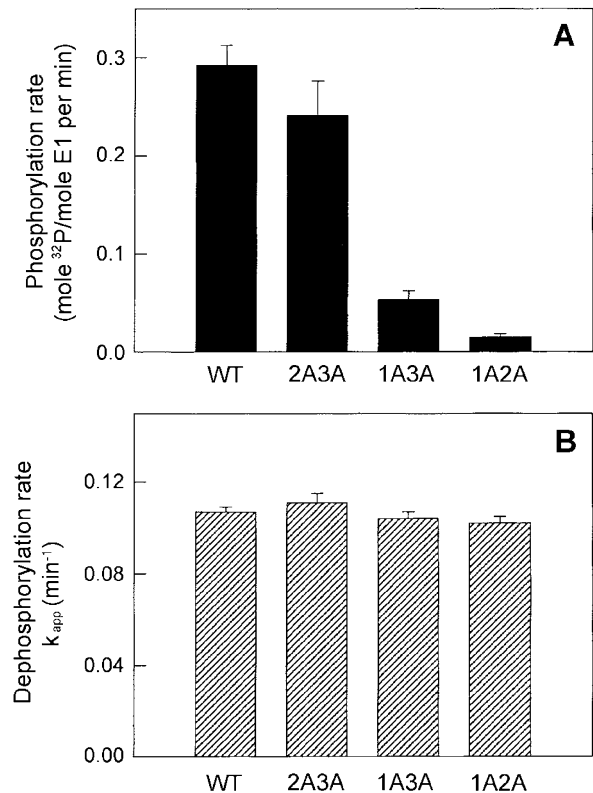 A
Phosphorylation rate
(mole ³²P/mole E1 per min)
0.3
0.2
0.1
0.0
WT 2A3A 1A3A 1A2A
B
Dephosphorylation rate
k_app (min⁻¹)
0.12
0.08
0.04
0.00
WT 2A3A 1A3A 1A2A